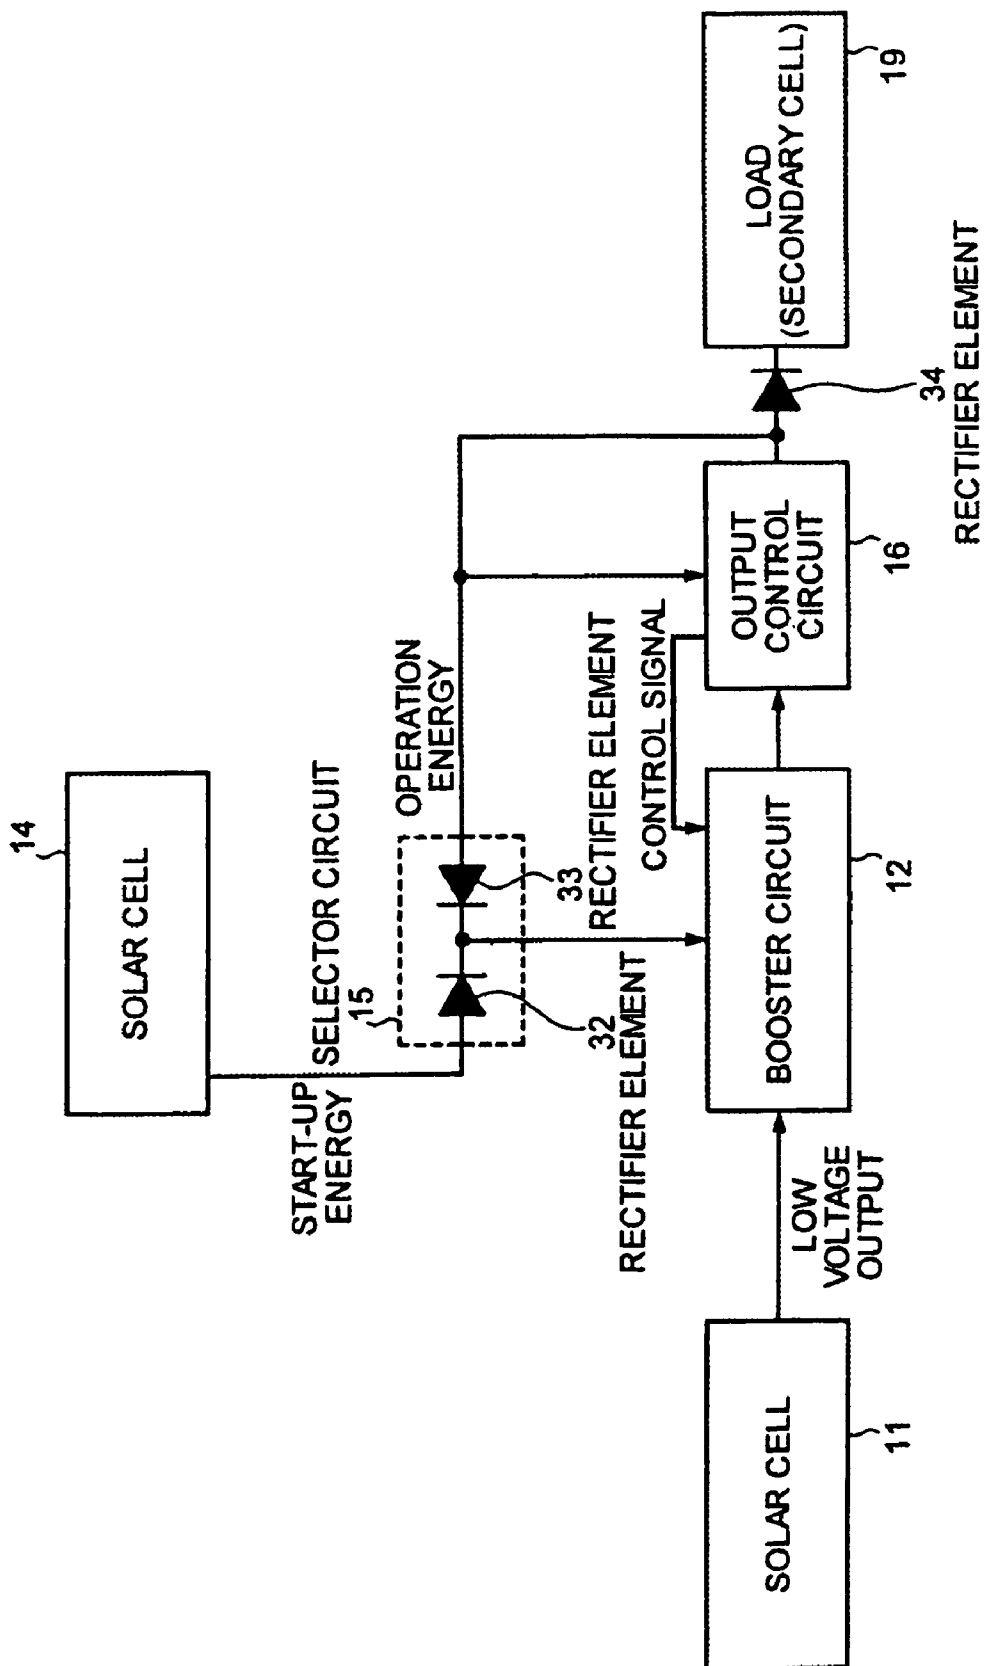 14
SOLAR CELL
START-UP
ENERGY
SELECTOR CIRCUIT
15
OPERATION
ENERGY
32
RECTIFIER ELEMENT
33
RECTIFIER ELEMENT
CONTROL SIGNAL
SOLAR CELL
11
LOW
VOLTAGE
OUTPUT
BOOSTER CIRCUIT
12
OUTPUT
CONTROL
CIRCUIT
16
34
RECTIFIER ELEMENT
LOAD
(SECONDARY CELL)
19